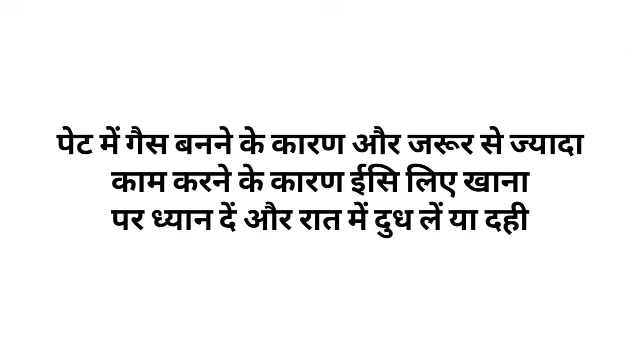 पेट में गैस बनने के कारण और जरूर से ज्यादा
काम करने के कारण ईसि लिए खाना
पर ध्यान दें और रात में दुध लें या दही